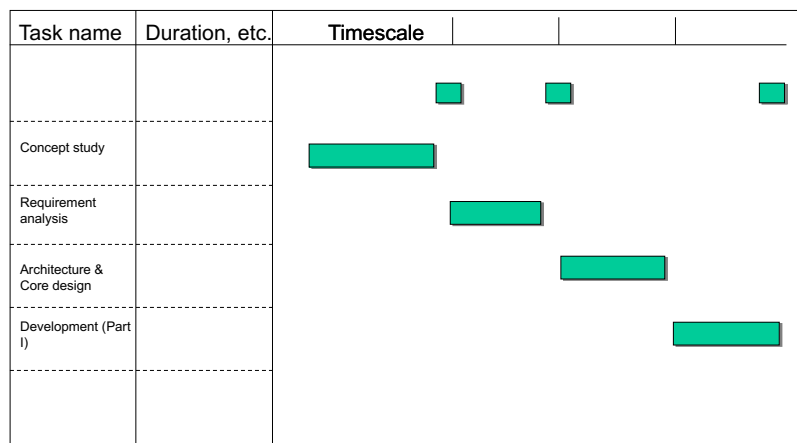 Task name Duration, etc. Timescale
Concept study
Requirement
analysis
Architecture &
Core design
Development (Part
I)